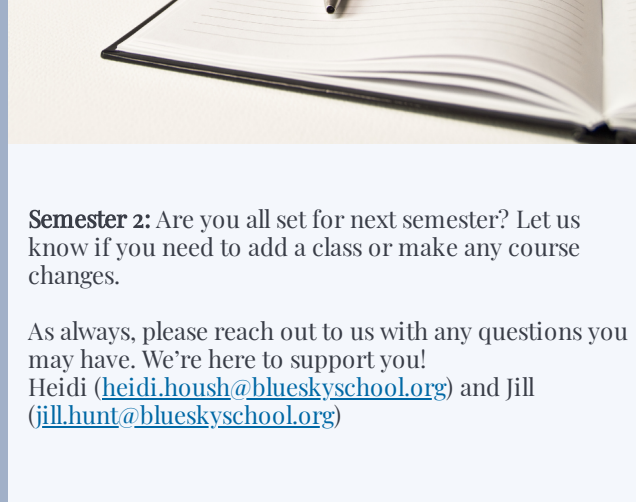 Semester 2: Are you all set for next semester? Let us
know if you need to add a class or make any course
changes.
As always, please reach out to us with any questions you
may have. We’re here to support you!
Heidi (heidi.housh@blueskyschool.org) and Jill
(jill.hunt@blueskyschool.org)